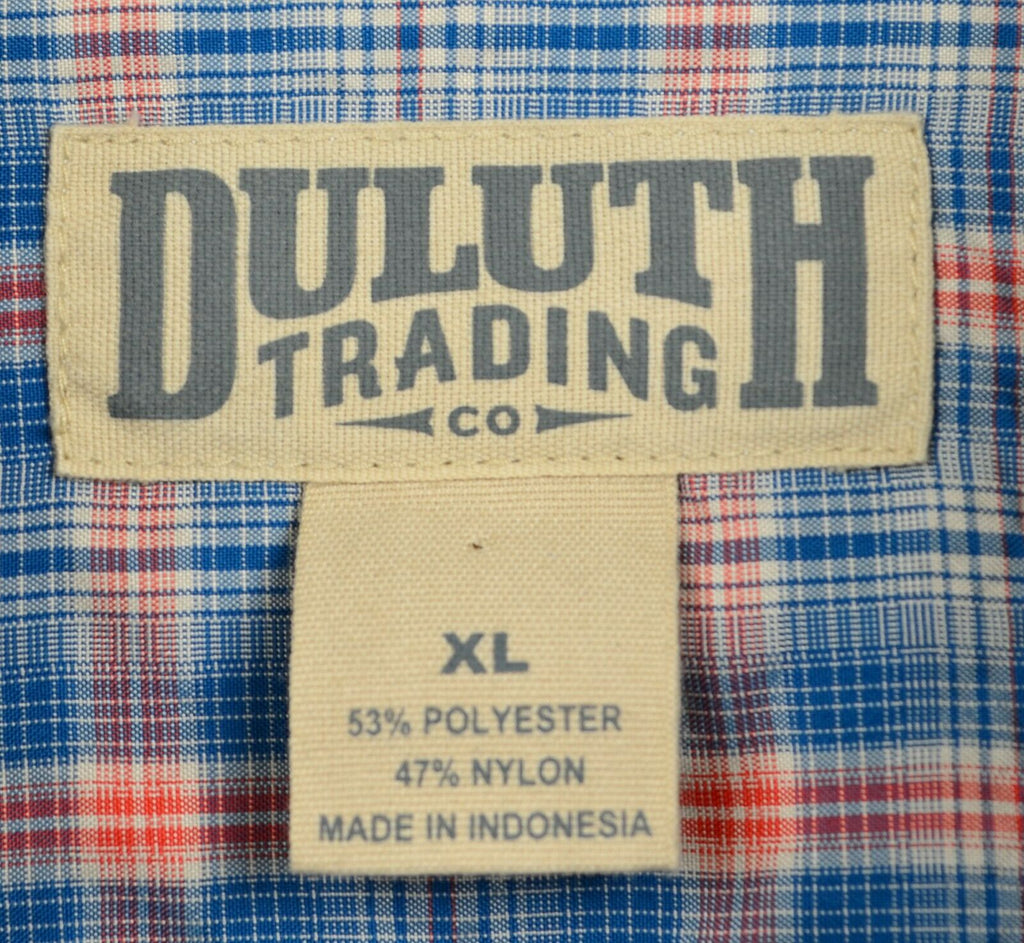 DULUTH
TRADING
CO
XL
53% POLYESTER
47% NYLON
MADE IN INDONESIA